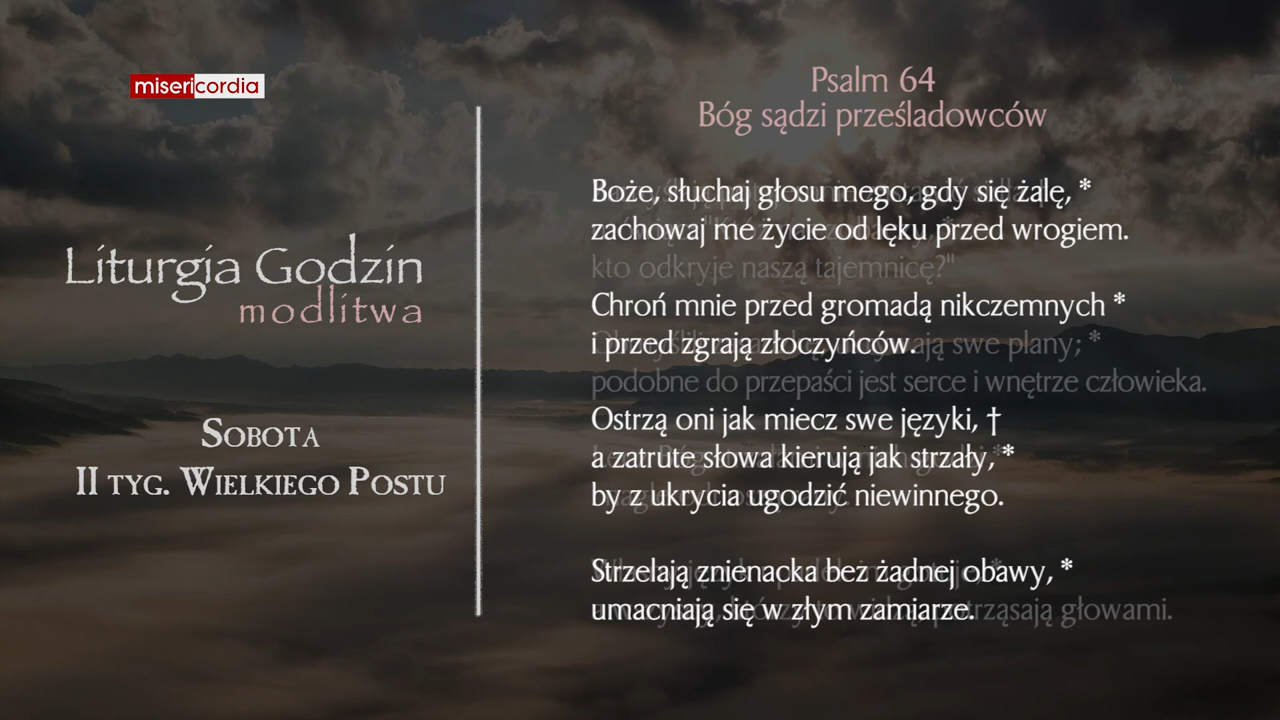 misericordia
Liturgia Godzin
modlitwa
Sobota
II tyg. Wielkiego Postu
Psalm 64
Bóg sądzi prześladowców
Boże, słuchaj głosu mego, gdy się żalę, *
zachowaj me życie od lęku przed wrogiem.
kto odkryje naszą tajemnicę?"
Chroń mnie przed gromadą nikczemnych *
i przed zgrają złoczyńców.
swe plany; *
podobne do przepaści jest serce i wnętrze człowieka.
Ostrzą oni jak miecz swe języki, †
a zatrute słowa kierują jak strzały, *
by z ukrycia ugodzić niewinnego.
Strzelają znienacka bez żadnej obawy, *
umacniają się w złym zamiarze.
głowami.